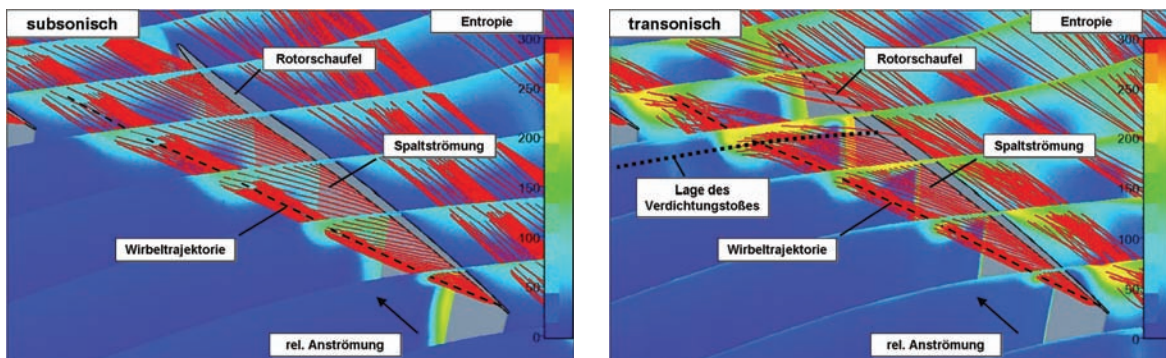 subsonisch
Entropie
300
Rotorschaufel
250
200
Spaltströmung
150
Wirbeltrajektorie
100
50
rel. Anströmung
0
transonisch
Entropie
300
Rotorschaufel
250
200
Spaltströmung
Lage des
Verdichtungstoßes
150
Wirbeltrajektorie
100
50
rel. Anströmung
0